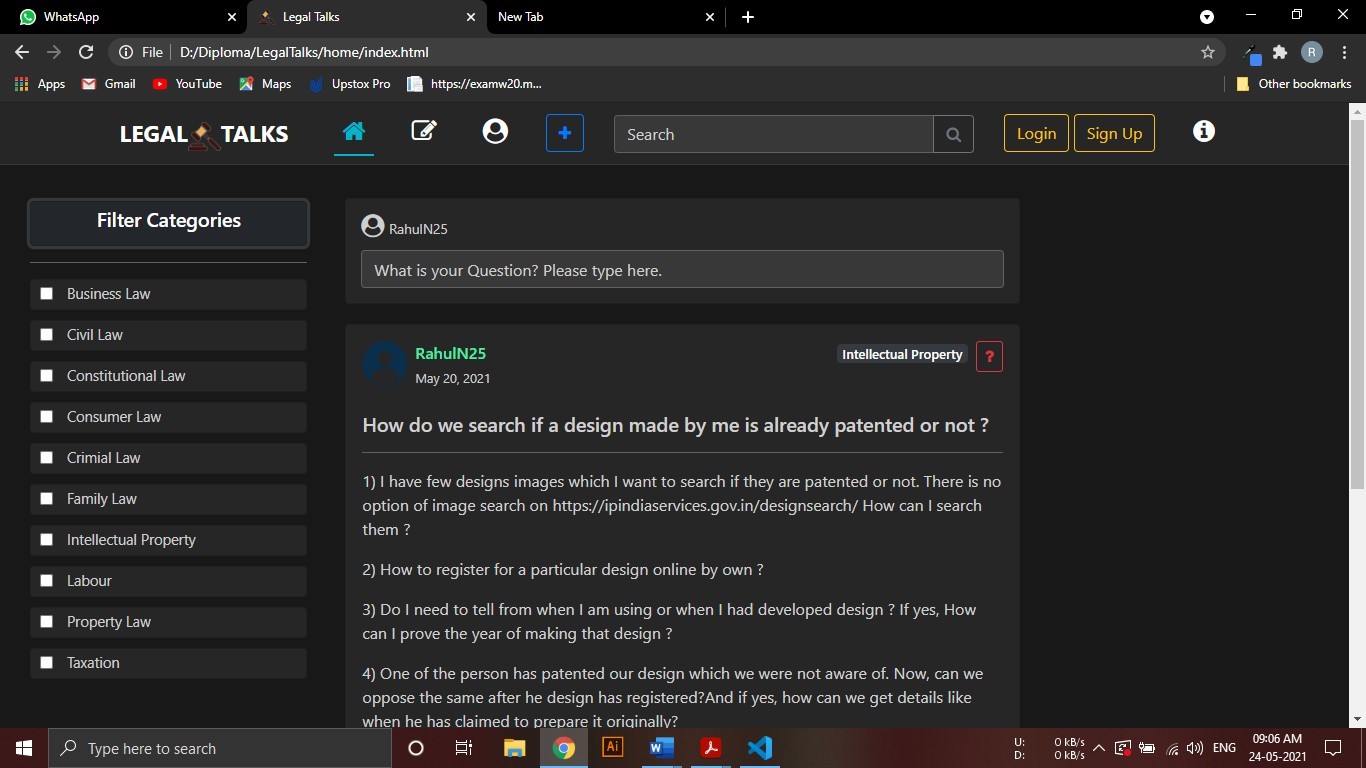 WhatsApp
Legal Talks
New Tab
File
D:/Diploma/LegalTalks/home/index.html
R
Apps
Gmail
YouTube
Maps
Upstox Pro
https://examw20.m...
Other bookmarks
LEGAL TALKS
Search
Login
Sign Up
Filter Categories
Business Law
Civil Law
Constitutional Law
Consumer Law
Crimial Law
Family Law
Intellectual Property
Labour
Property Law
Taxation
RahulN25
What is your Question? Please type here.
RahulN25
May 20, 2021
Intellectual Property
?
How do we search if a design made by me is already patented or not ?
1) I have few designs images which I want to search if they are patented or not. There is no
option of image search on https://ipindiaservices.gov.in/designsearch/ How can I search
them ?
2) How to register for a particular design online by own ?
3) Do I need to tell from when I am using or when I had developed design ? If yes, How
can I prove the year of making that design ?
4) One of the person has patented our design which we were not aware of. Now, can we
oppose the same after he design has registered?And if yes, how can we get details like
when he has claimed to prepare it originally?
Type here to search
Ai
U: 0 kB/s
D: 0 kB/s
ENG
09:06 AM
24-05-2021